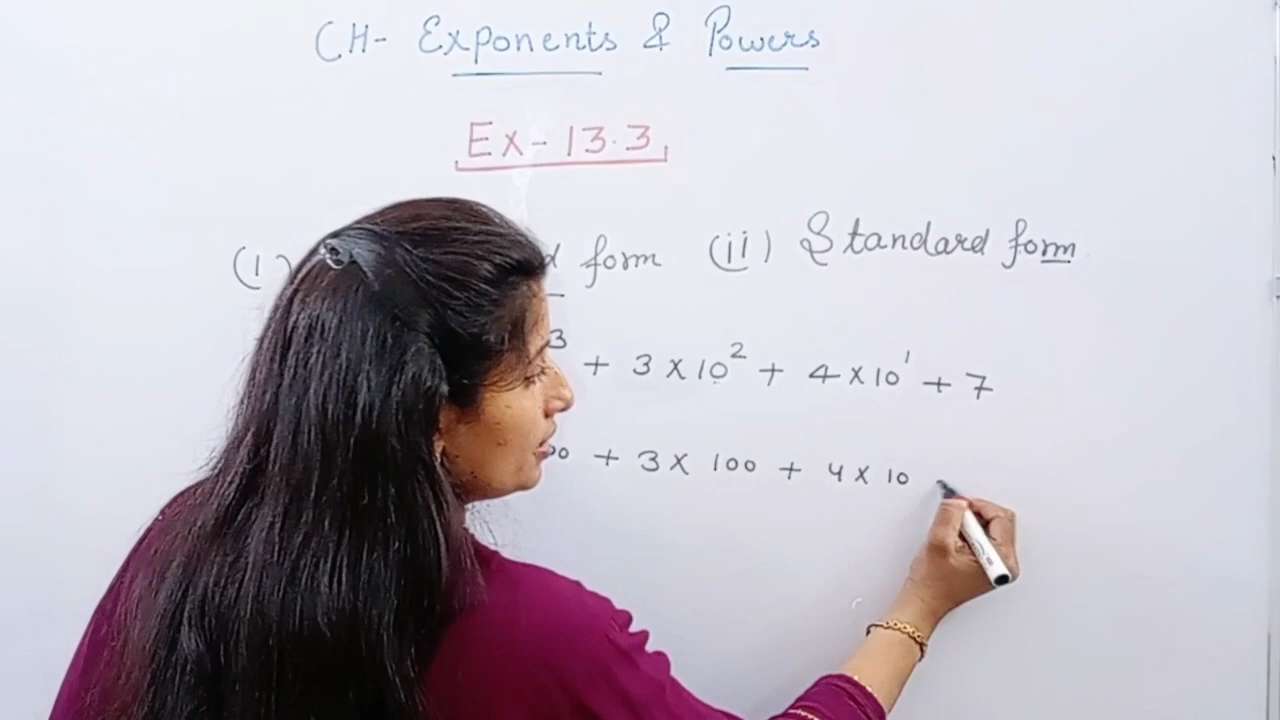 CH- Exponents & Powers
Ex- 13.3
(i) form (ii) Standard form
3 + 3 × 10² + 4 × 10¹ + 7
+ 3 × 100 + 4 × 10